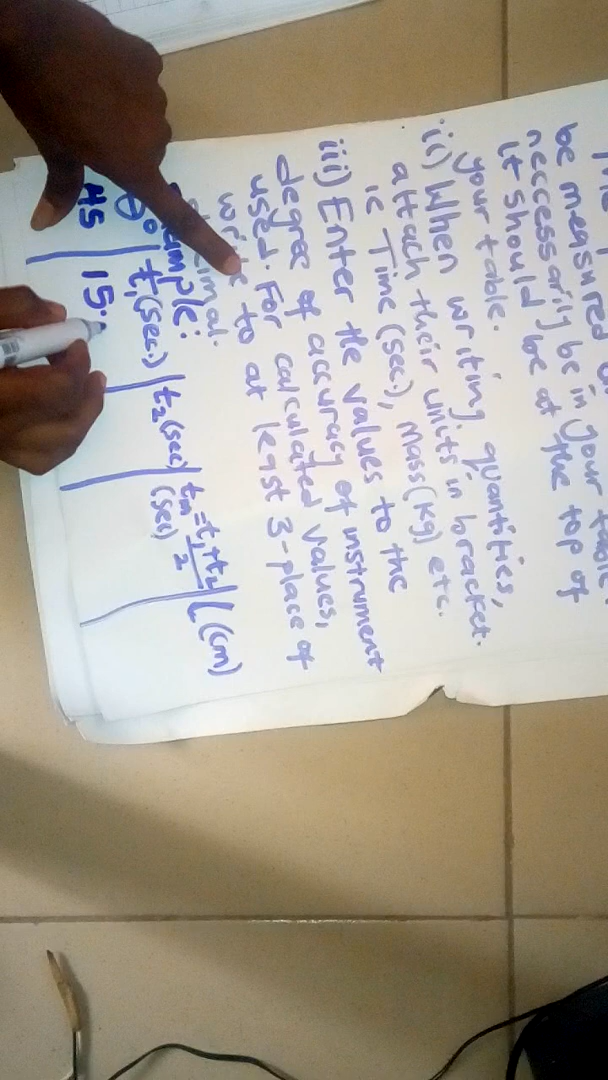 be measured
neccessarily be in your table.
it should be at the top of
your table.
ii) When writing quantities,
attach their units in bracket.
ie Time (sec.), mass (kg) etc.
iii) Enter the values to the
degree of accuracy of instrument
used. For calculated values,
write to at least 3-place of
θ° | t₁(sec.) | t₂(sec) | tm = t₁+t₂/2 (sec) | L (cm)
45 | 15.